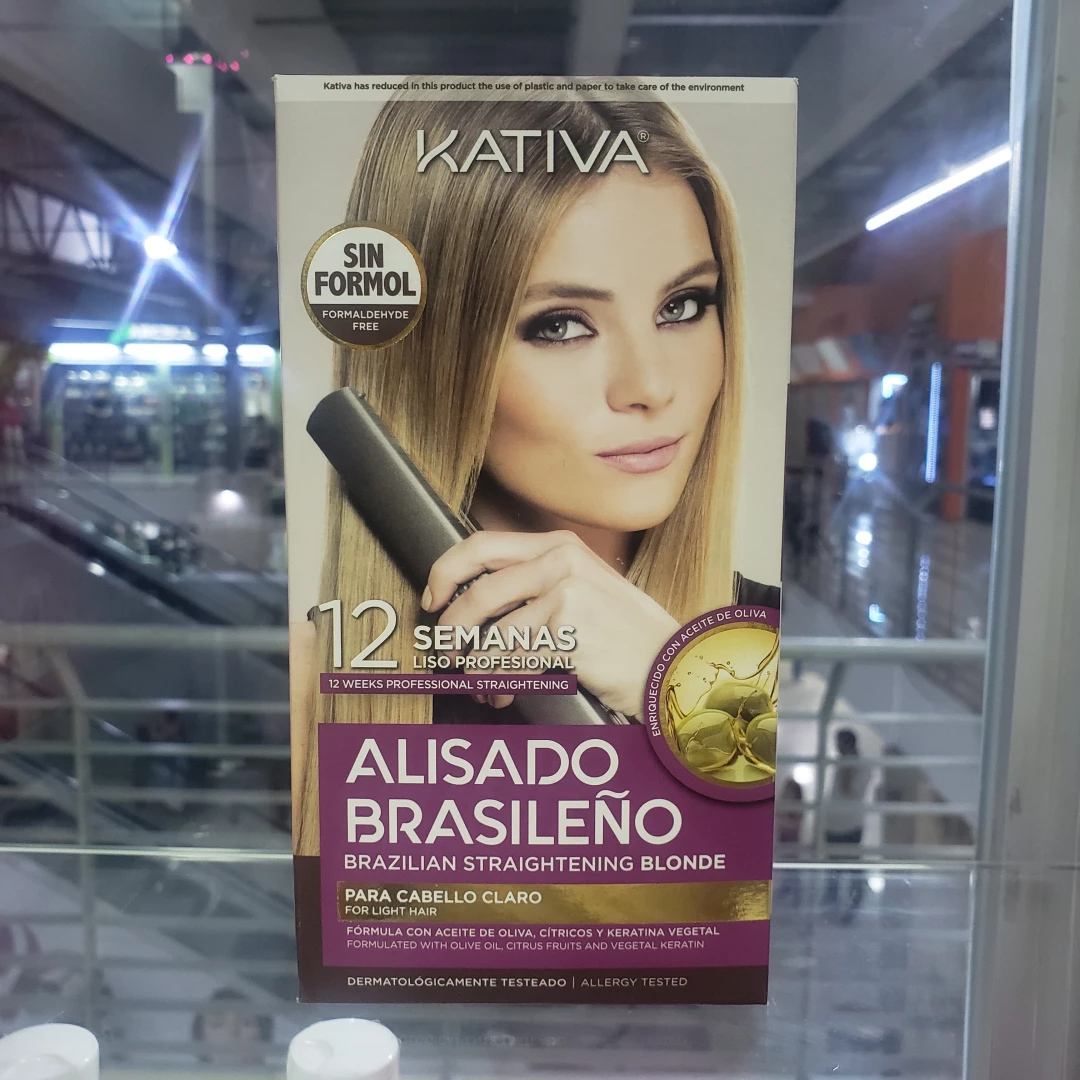 Kativa has reduced in this product the use of plastic and paper to take care of the environment
KATIVA®
SIN
FORMOL
FORMALDEHYDE
FREE
12 SEMANAS
LISO PROFESIONAL
12 WEEKS PROFESSIONAL STRAIGHTENING
ENRIQUECIDO CON ACEITE DE OLIVA
ALISADO
BRASILEÑO
BRAZILIAN STRAIGHTENING BLONDE
PARA CABELLO CLARO
FOR LIGHT HAIR
FÓRMULA CON ACEITE DE OLIVA, CÍTRICOS Y KERATINA VEGETAL
FORMULATED WITH OLIVE OIL, CITRUS FRUITS AND VEGETAL KERATIN
DERMATOLÓGICAMENTE TESTEADO | ALLERGY TESTED